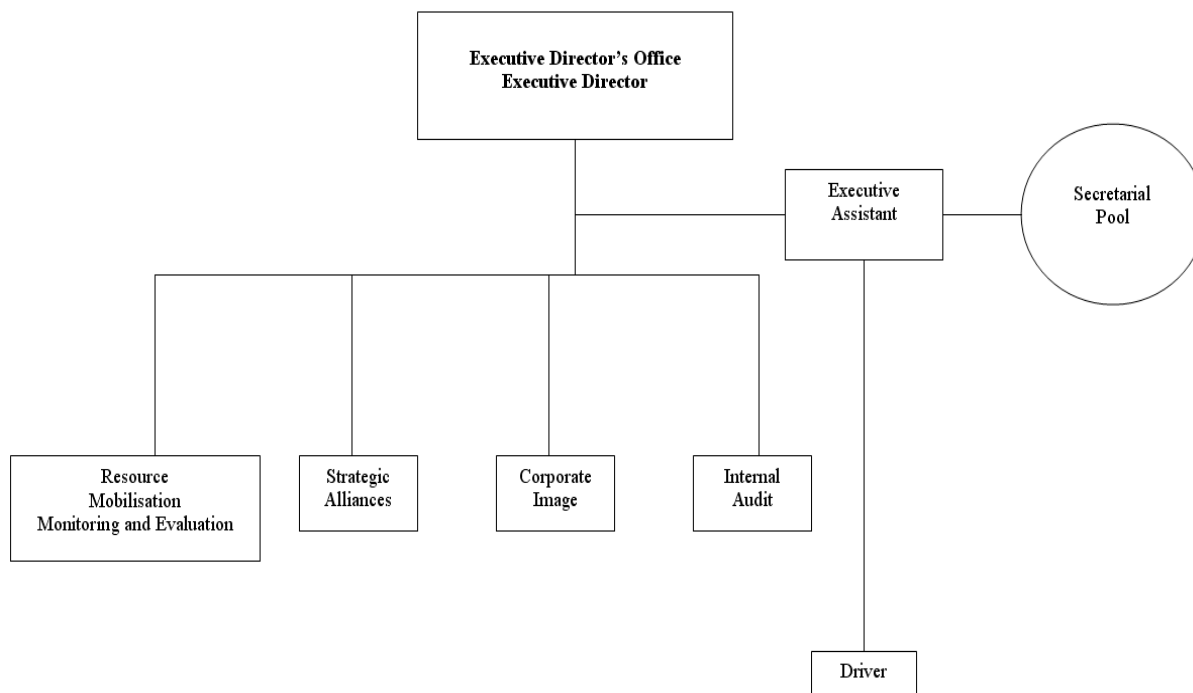 Executive Director’s Office
Executive Director
Executive
Assistant
Secretarial
Pool
Resource
Mobilisation
Monitoring and Evaluation
Strategic
Alliances
Corporate
Image
Internal
Audit
Driver